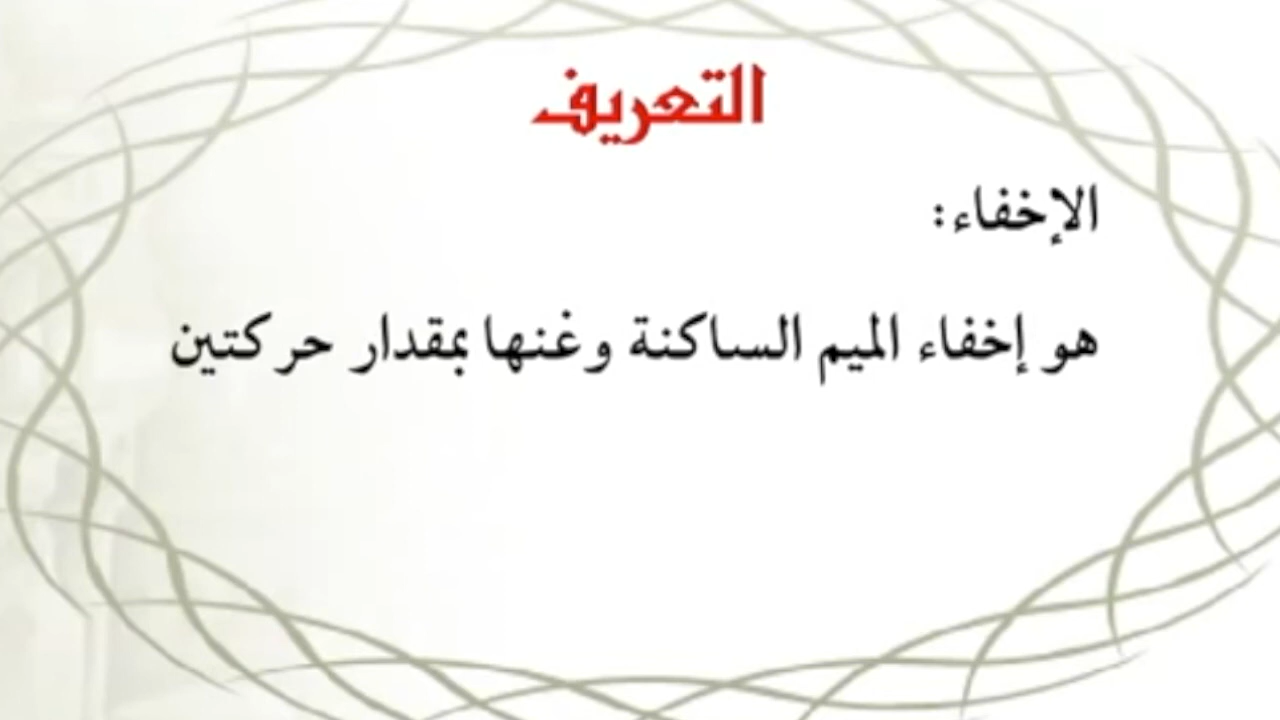 التعريف
الإخفاء:
هو إخفاء الميم الساكنة وغنها بمقدار حركتين